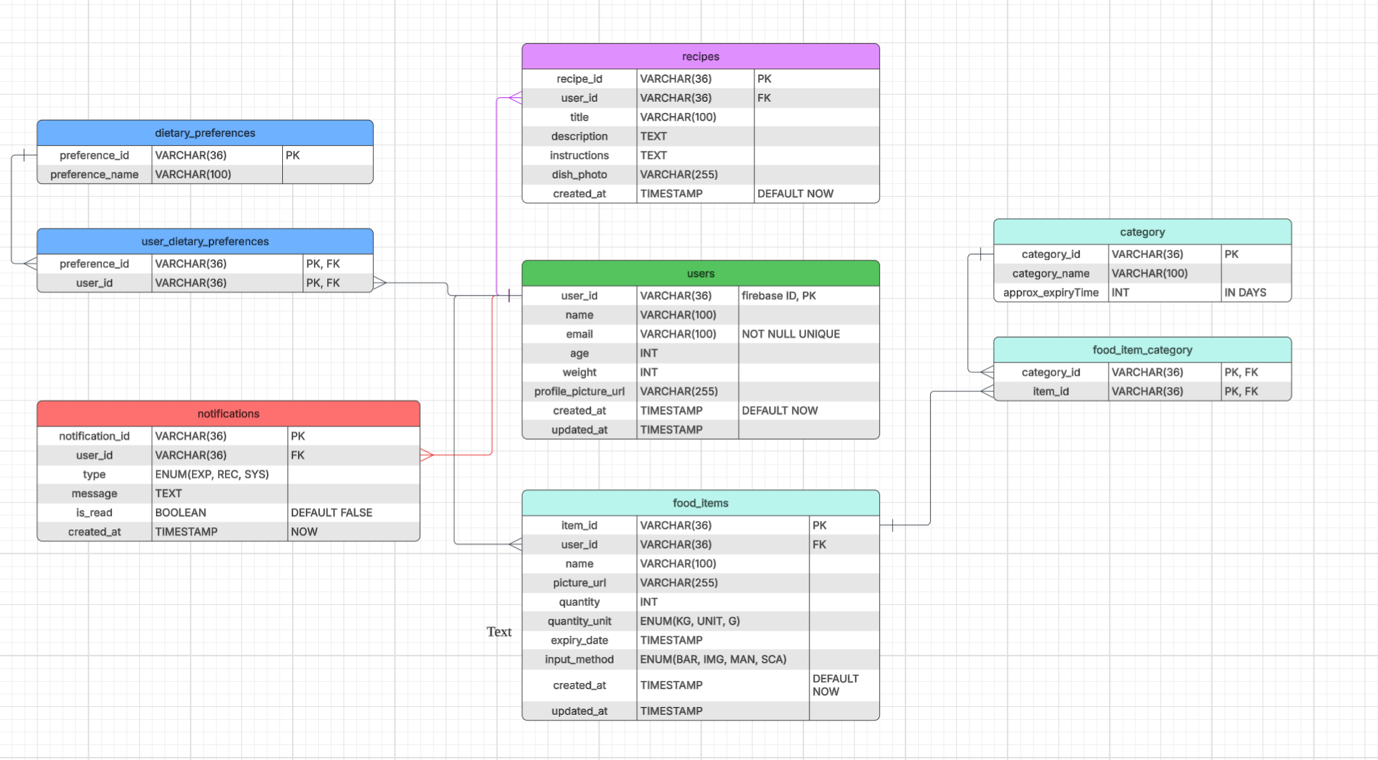 recipes
recipe_id VARCHAR(36) PK
user_id VARCHAR(36) FK
title VARCHAR(100)
description TEXT
instructions TEXT
dish_photo VARCHAR(255)
created_at TIMESTAMP DEFAULT NOW
dietary_preferences
preference_id VARCHAR(36) PK
preference_name VARCHAR(100)
user_dietary_preferences
preference_id VARCHAR(36) PK, FK
user_id VARCHAR(36) PK, FK
users
user_id VARCHAR(36) firebase ID, PK
name VARCHAR(100)
email VARCHAR(100) NOT NULL UNIQUE
age INT
weight INT
profile_picture_url VARCHAR(255)
created_at TIMESTAMP DEFAULT NOW
updated_at TIMESTAMP
category
category_id VARCHAR(36) PK
category_name VARCHAR(100)
approx_expiryTime INT IN DAYS
food_item_category
category_id VARCHAR(36) PK, FK
item_id VARCHAR(36) PK, FK
notifications
notification_id VARCHAR(36) PK
user_id VARCHAR(36) FK
type ENUM(EXP, REC, SYS)
message TEXT
is_read BOOLEAN DEFAULT FALSE
created_at TIMESTAMP NOW
food_items
item_id VARCHAR(36) PK
user_id VARCHAR(36) FK
name VARCHAR(100)
picture_url VARCHAR(255)
quantity INT
quantity_unit ENUM(KG, UNIT, G)
Text
expiry_date TIMESTAMP
input_method ENUM(BAR, IMG, MAN, SCA)
created_at TIMESTAMP DEFAULT
NOW
updated_at TIMESTAMP